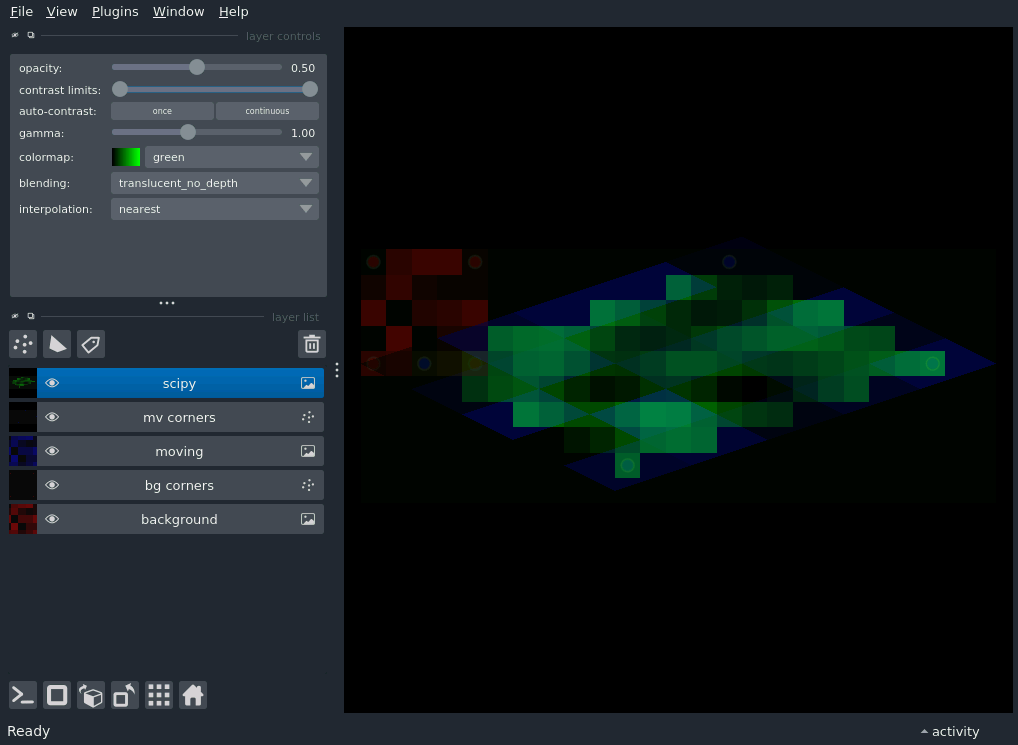 File View Plugins Window Help
layer controls
opacity: 0.50
contrast limits:
auto-contrast: once continuous
gamma: 1.00
colormap: green
blending: translucent_no_depth
interpolation: nearest
layer list
scipy
mv corners
moving
bg corners
background
Ready
activity